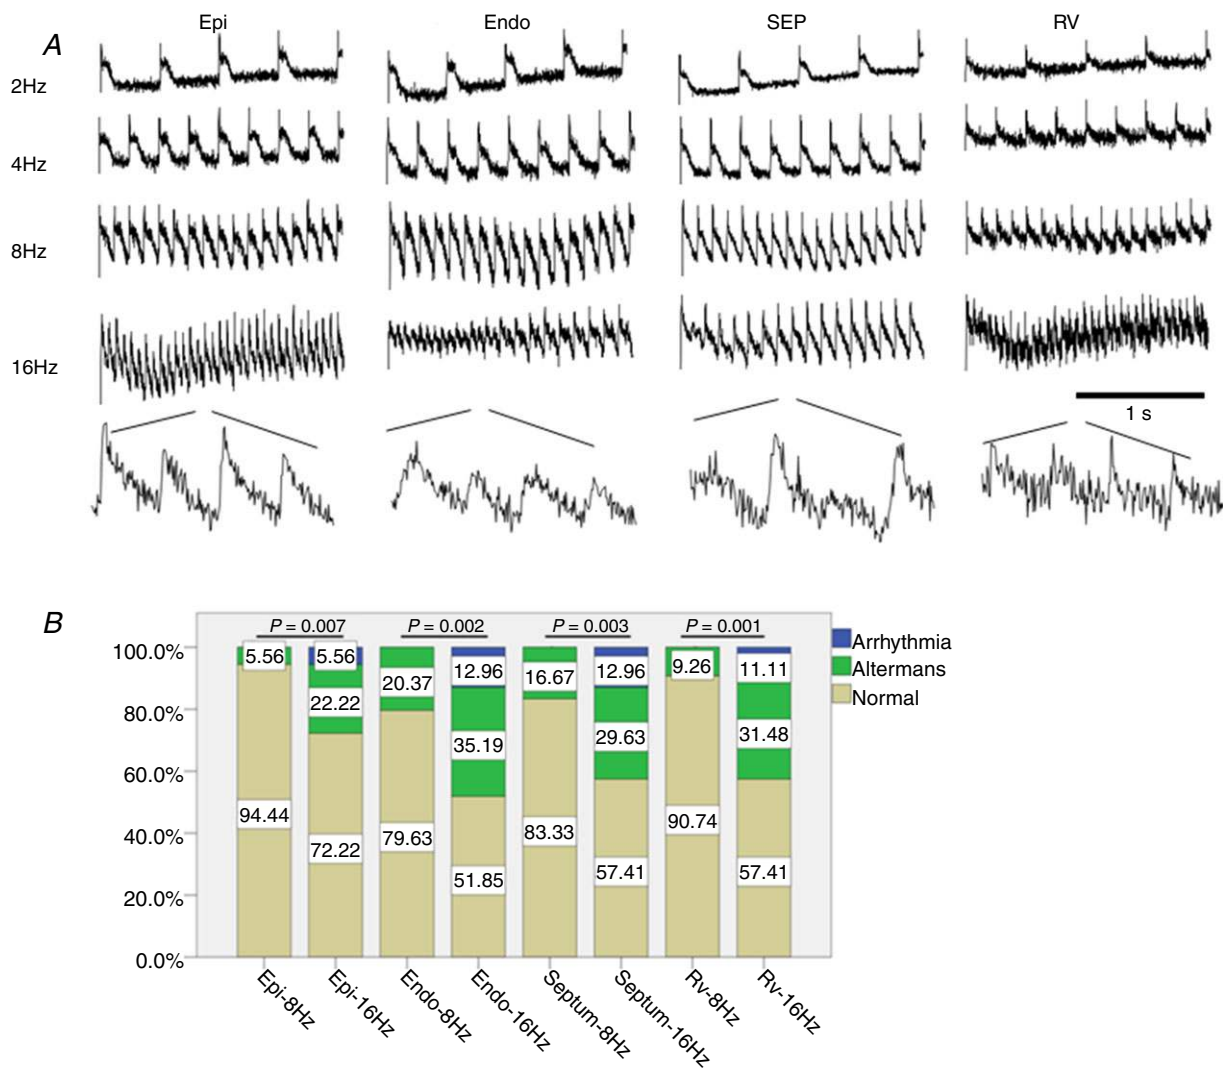 A
Epi Endo SEP RV
2Hz
4Hz
8Hz
16Hz
1 s
B
P = 0.007 P = 0.002 P = 0.003 P = 0.001
Arrhythmia
Altermans
Normal
100.0%
80.0%
60.0%
40.0%
20.0%
0.0%
5.56
94.44
5.56
22.22
72.22
20.37
79.63
12.96
35.19
51.85
16.67
83.33
12.96
29.63
57.41
9.26
90.74
11.11
31.48
57.41
Epi-8Hz
Epi-16Hz
Endo-8Hz
Endo-16Hz
Septum-8Hz
Septum-16Hz
Rv-8Hz
Rv-16Hz